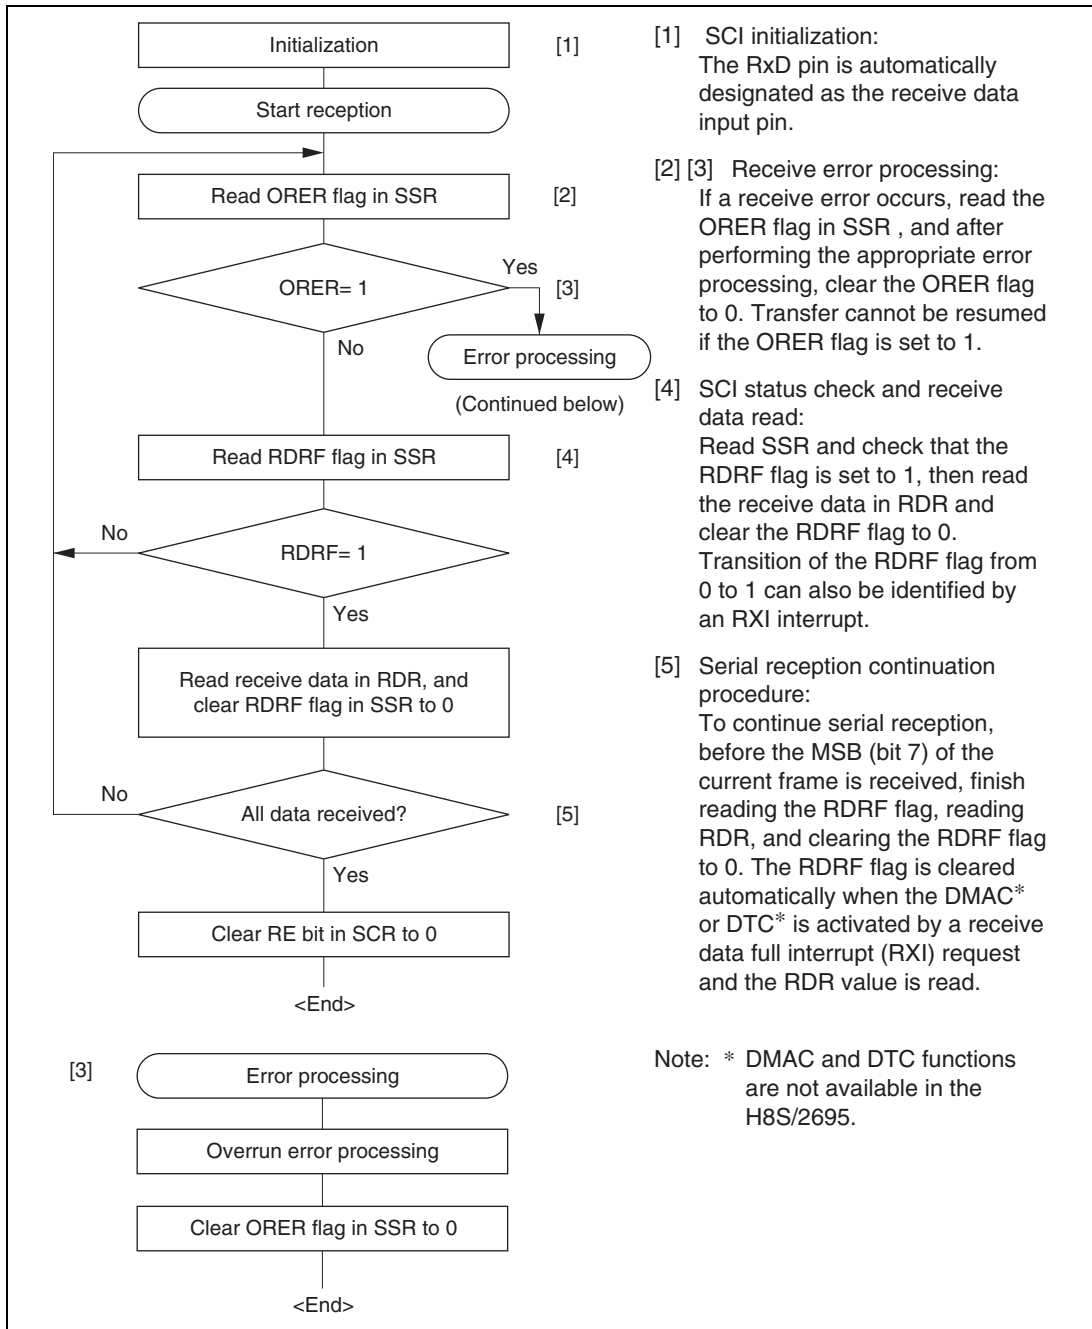 Initialization
[1]
Start reception
Read ORER flag in SSR
[2]
ORER= 1
Yes
[3]
No
Error processing
(Continued below)
Read RDRF flag in SSR
[4]
No
RDRF= 1
Yes
Read receive data in RDR, and
clear RDRF flag in SSR to 0
No
All data received?
[5]
Yes
Clear RE bit in SCR to 0
<End>
[3]
Error processing
Overrun error processing
Clear ORER flag in SSR to 0
<End>
[1] SCI initialization:
The RxD pin is automatically
designated as the receive data
input pin.
[2] [3] Receive error processing:
If a receive error occurs, read the
ORER flag in SSR , and after
performing the appropriate error
processing, clear the ORER flag
to 0. Transfer cannot be resumed
if the ORER flag is set to 1.
[4] SCI status check and receive
data read:
Read SSR and check that the
RDRF flag is set to 1, then read
the receive data in RDR and
clear the RDRF flag to 0.
Transition of the RDRF flag from
0 to 1 can also be identified by
an RXI interrupt.
[5] Serial reception continuation
procedure:
To continue serial reception,
before the MSB (bit 7) of the
current frame is received, finish
reading the RDRF flag, reading
RDR, and clearing the RDRF flag
to 0. The RDRF flag is cleared
automatically when the DMAC*
or DTC* is activated by a receive
data full interrupt (RXI) request
and the RDR value is read.
Note: * DMAC and DTC functions
are not available in the
H8S/2695.